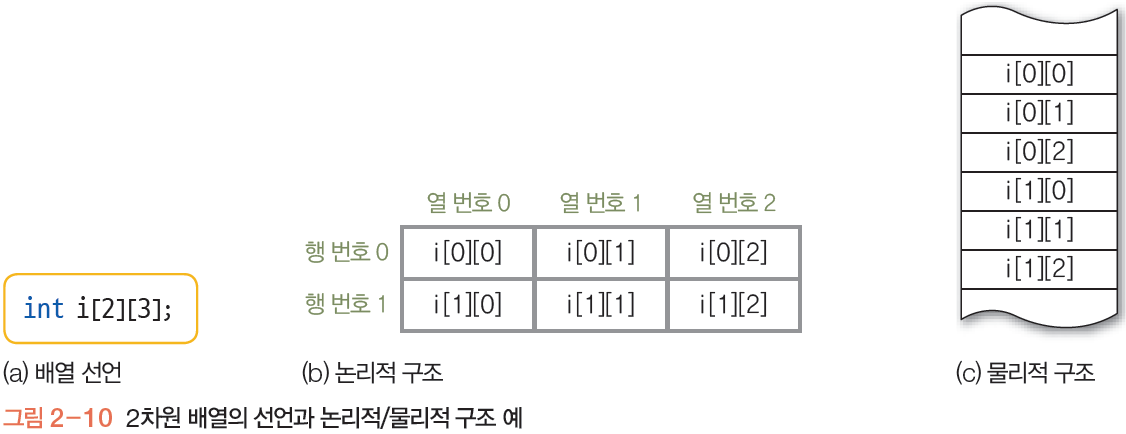 int i[2][3];
(a) 배열 선언
열 번호 0 열 번호 1 열 번호 2
행 번호 0 i[0][0] i[0][1] i[0][2]
행 번호 1 i[1][0] i[1][1] i[1][2]
(b) 논리적 구조
i[0][0]
i[0][1]
i[0][2]
i[1][0]
i[1][1]
i[1][2]
(c) 물리적 구조
그림 2-10 2차원 배열의 선언과 논리적/물리적 구조 예